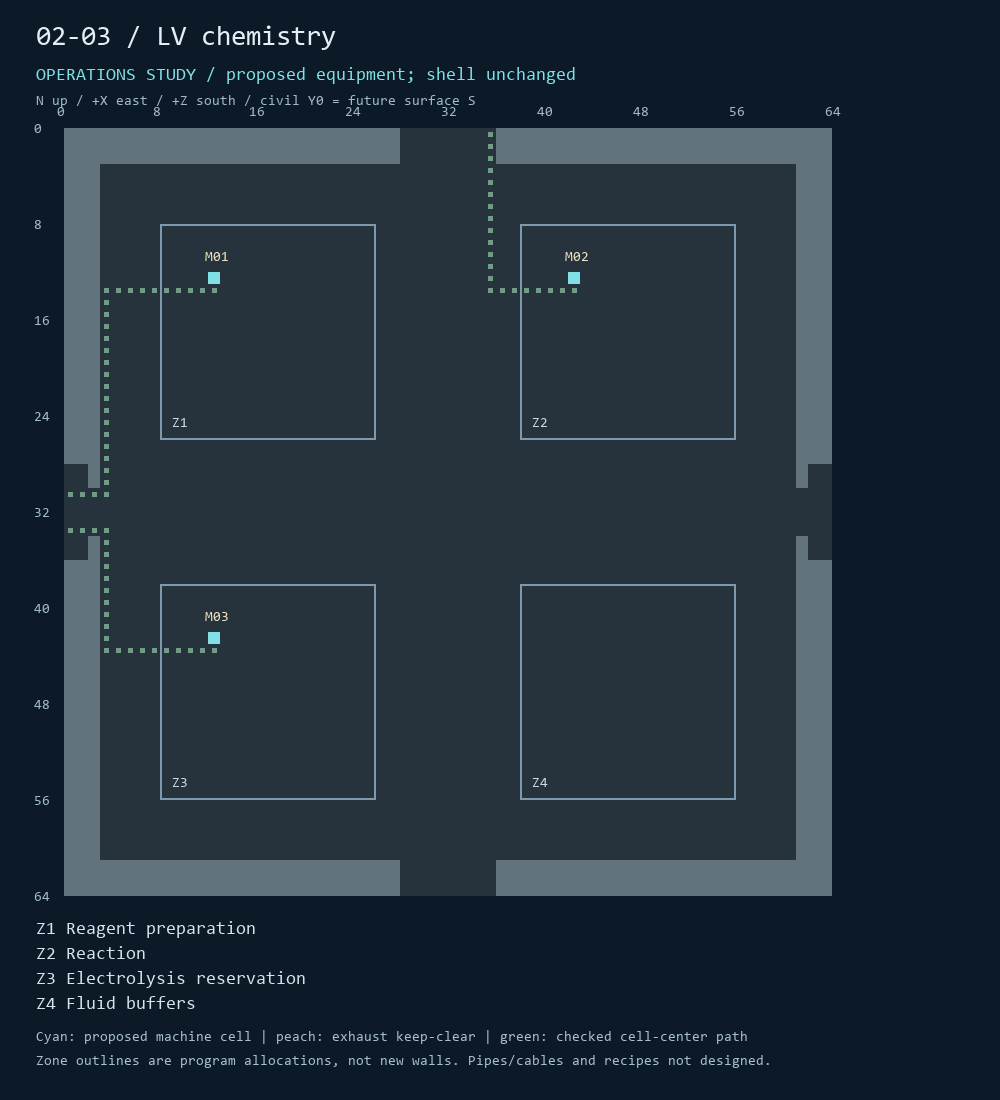 02-03 / LV chemistry
OPERATIONS STUDY / proposed equipment; shell unchanged
N up / +X east / +Z south / civil Y0 = future surface S
0 8 16 24 32 40 48 56 64
0
8
M01 M02
16
24
Z1 Z2
32
40
M03
48
Z3 Z4
56
64
Z1 Reagent preparation
Z2 Reaction
Z3 Electrolysis reservation
Z4 Fluid buffers
Cyan: proposed machine cell | peach: exhaust keep-clear | green: checked cell-center path
Zone outlines are program allocations, not new walls. Pipes/cables and recipes not designed.